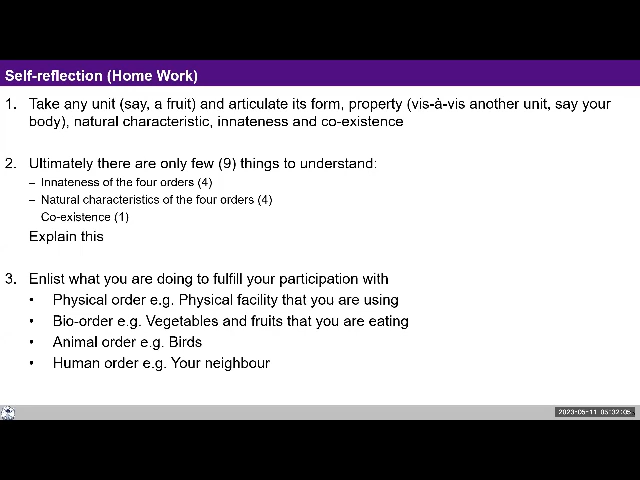 Self-reflection (Home Work)
1. Take any unit (say, a fruit) and articulate its form, property (vis-à-vis another unit, say your
body), natural characteristic, innateness and co-existence
2. Ultimately there are only few (9) things to understand:
– Innateness of the four orders (4)
– Natural characteristics of the four orders (4)
Co-existence (1)
Explain this
3. Enlist what you are doing to fulfill your participation with
• Physical order e.g. Physical facility that you are using
• Bio-order e.g. Vegetables and fruits that you are eating
• Animal order e.g. Birds
• Human order e.g. Your neighbour
2023-05-11 05:32:05